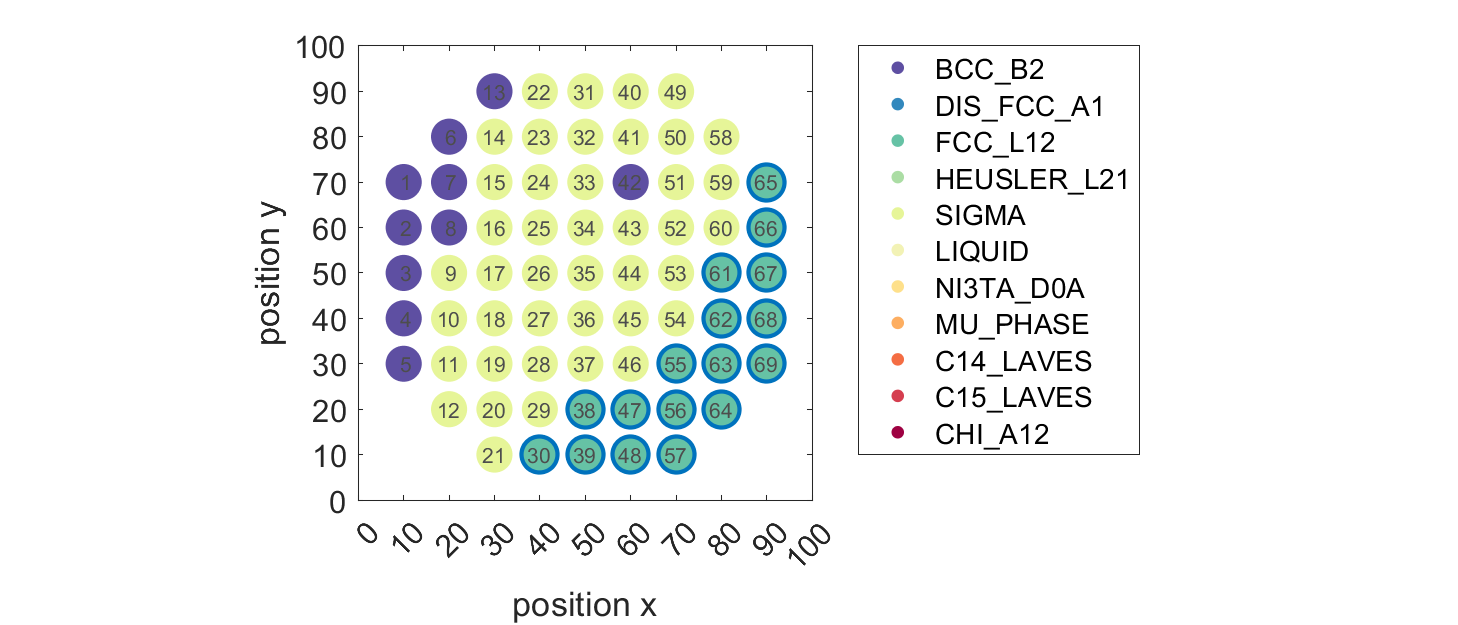 100
90
80
70
60
50
40
30
20
10
0
position y
13 22 31 40 49
6 14 23 32 41 50 58
1 7 15 24 33 42 51 59 65
2 8 16 25 34 43 52 60 66
3 9 17 26 35 44 53 61 67
4 10 18 27 36 45 54 62 68
5 11 19 28 37 46 55 63 69
12 20 29 38 47 56 64
21 30 39 48 57
0 10 20 30 40 50 60 70 80 90 100
position x
BCC_B2
DIS_FCC_A1
FCC_L12
HEUSLER_L21
SIGMA
LIQUID
NI3TA_D0A
MU_PHASE
C14_LAVES
C15_LAVES
CHI_A12